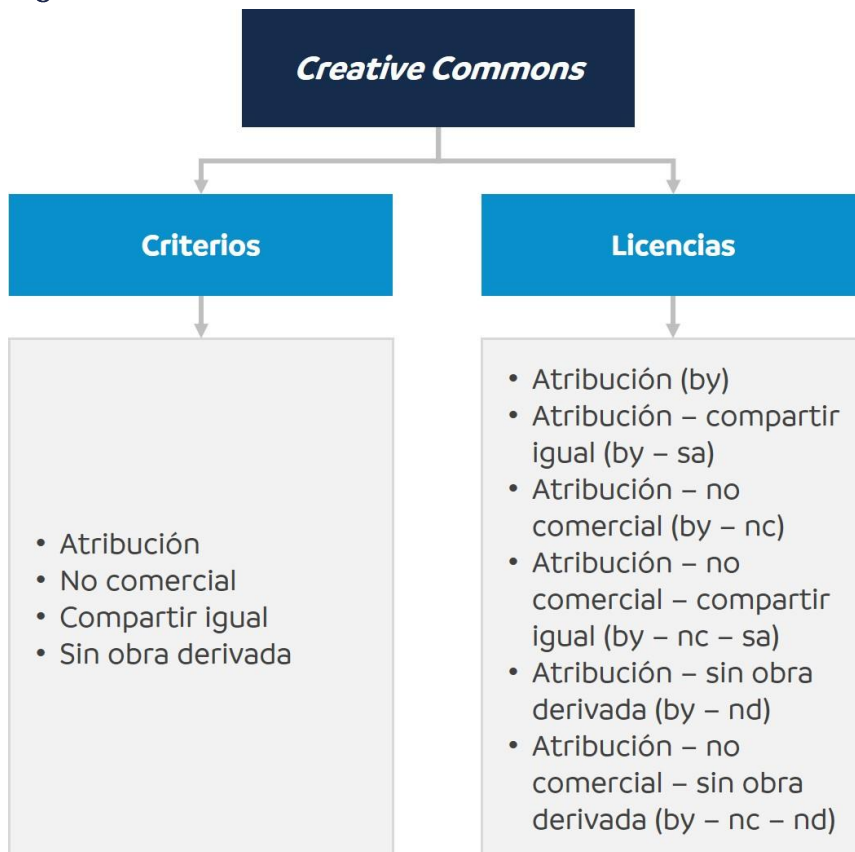 Creative Commons
Criterios
Licencias
• Atribución
• No comercial
• Compartir igual
• Sin obra derivada
• Atribución (by)
• Atribución – compartir
igual (by – sa)
• Atribución – no
comercial (by – nc)
• Atribución – no
comercial – compartir
igual (by – nc – sa)
• Atribución – sin obra
derivada (by – nd)
• Atribución – no
comercial – sin obra
derivada (by – nc – nd)